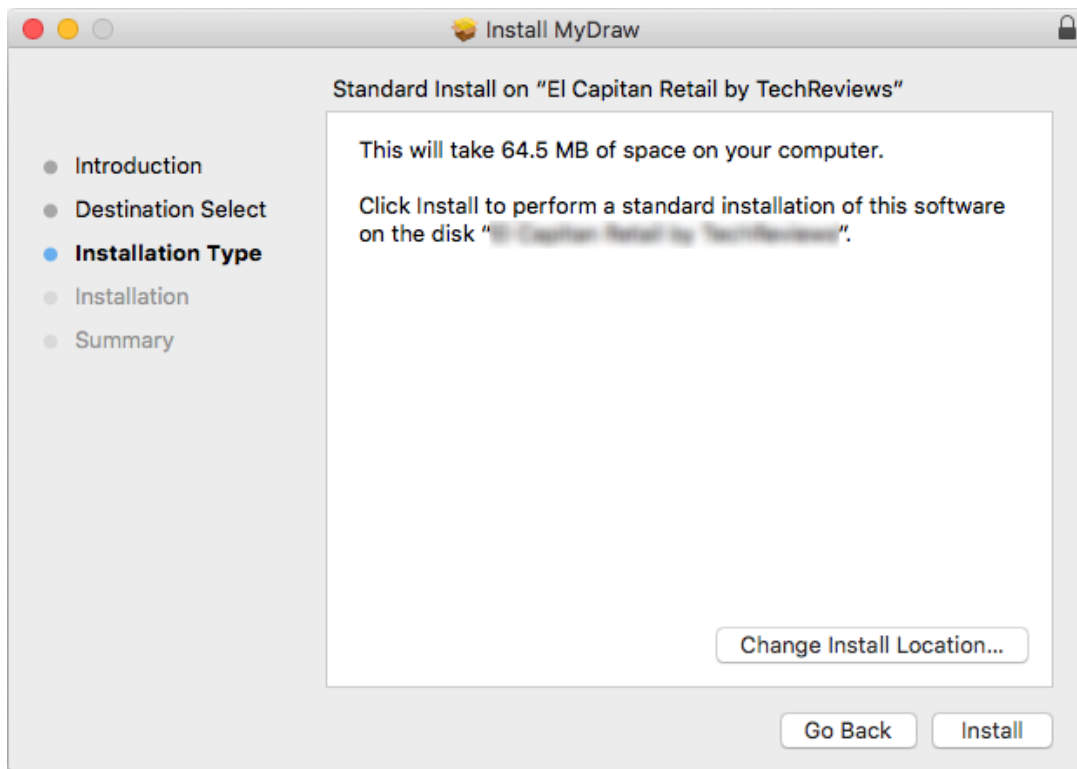 Install MyDraw
Standard Install on “El Capitan Retail by TechReviews”
Introduction
Destination Select
Installation Type
Installation
Summary
This will take 64.5 MB of space on your computer.
Click Install to perform a standard installation of this software
on the disk “ ”.
Change Install Location...
Go Back
Install